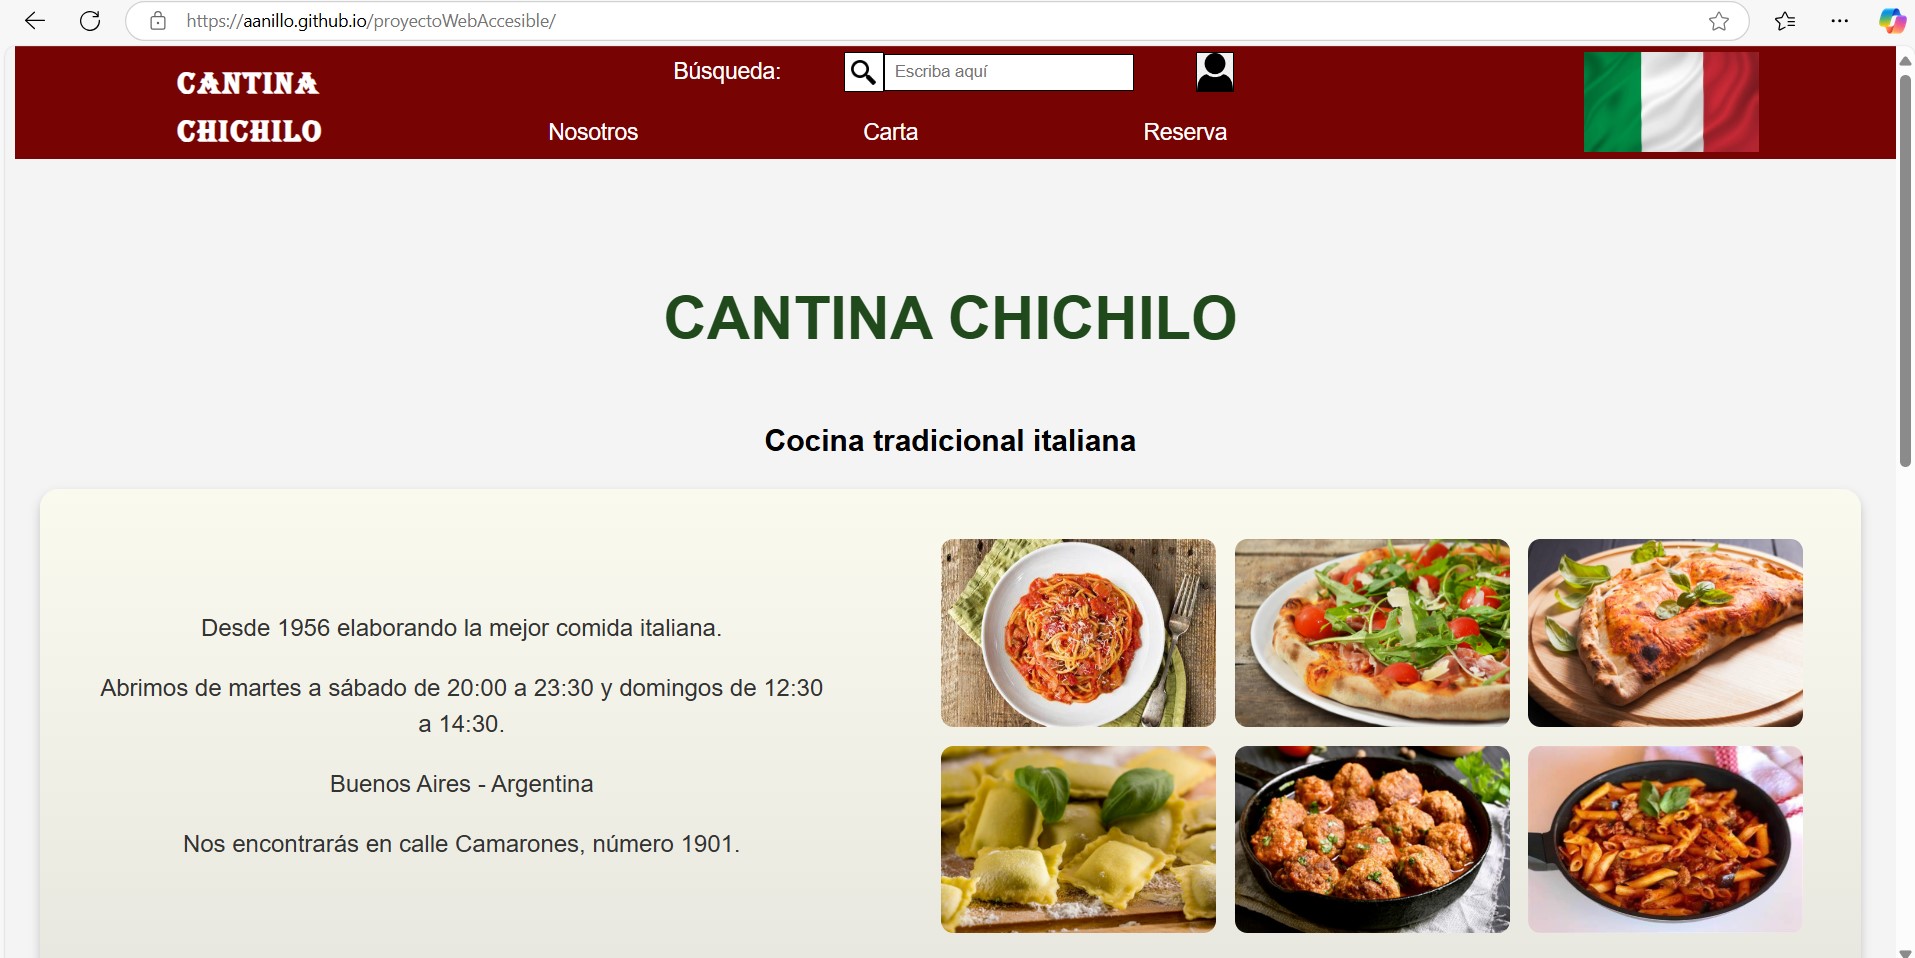 https://aanillo.github.io/proyectoWebAccesible/
CANTINA
CHICHILO
Búsqueda:
Escriba aquí
Nosotros
Carta
Reserva
CANTINA CHICHILO
Cocina tradicional italiana
Desde 1956 elaborando la mejor comida italiana.
Abrimos de martes a sábado de 20:00 a 23:30 y domingos de 12:30
a 14:30.
Buenos Aires - Argentina
Nos encontrarás en calle Camarones, número 1901.